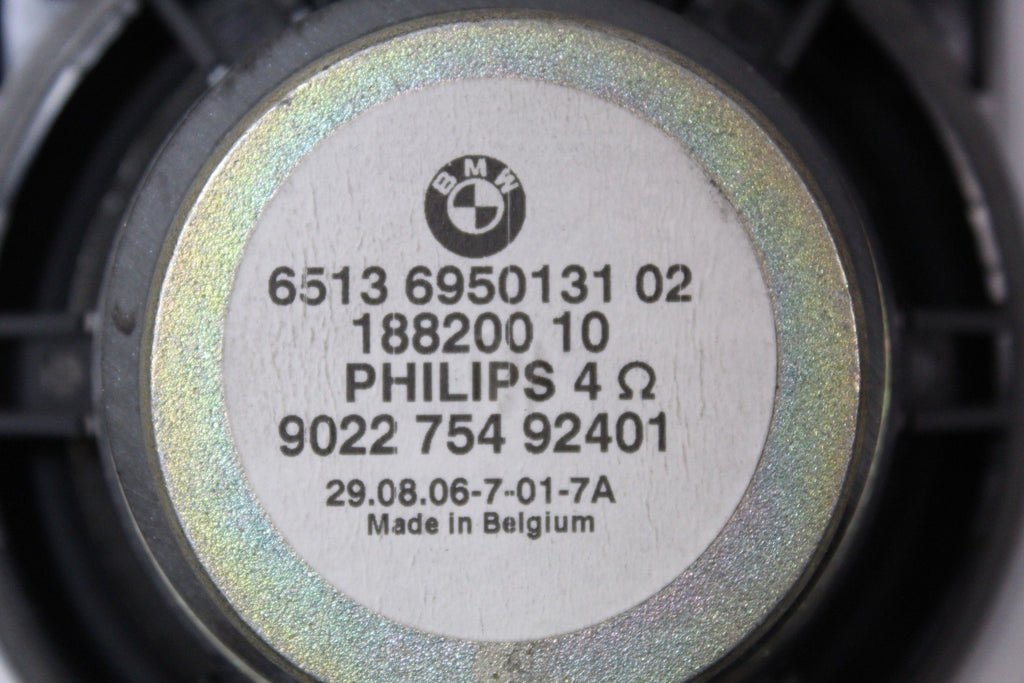 BMW
6513 6950131 02
188200 10
PHILIPS 4 Ω
9022 754 92401
29.08.06-7-01-7A
Made in Belgium